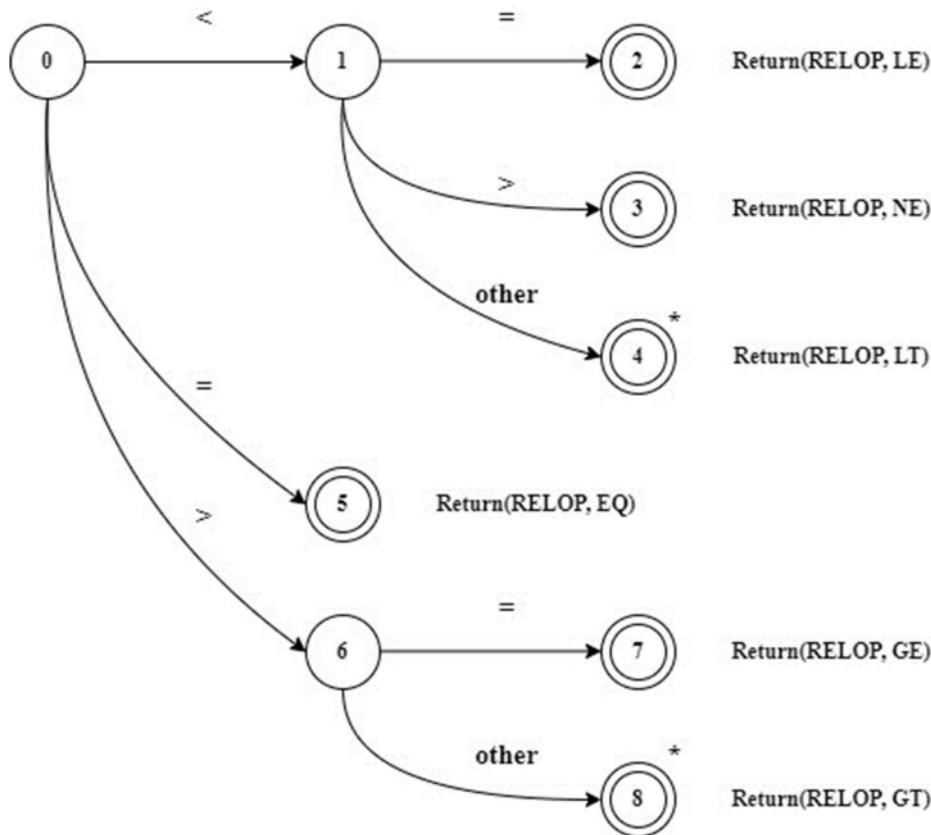 < =
0 1 2 Return(RELOP, LE)
>
3 Return(RELOP, NE)
other
*
4 Return(RELOP, LT)
=
5 Return(RELOP, EQ)
>
=
6 7 Return(RELOP, GE)
other
*
8 Return(RELOP, GT)